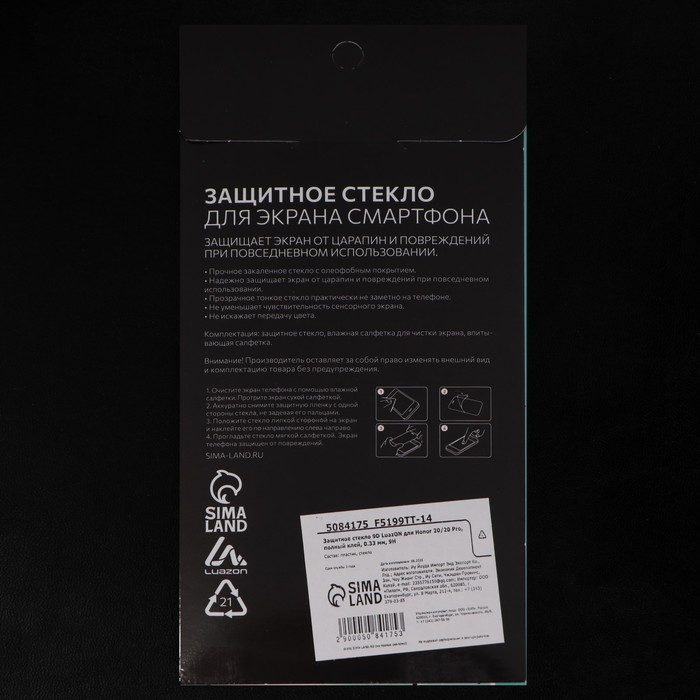 ЗАЩИТНОЕ СТЕКЛО
ДЛЯ ЭКРАНА СМАРТФОНА
ЗАЩИЩАЕТ ЭКРАН ОТ ЦАРАПИН И ПОВРЕЖДЕНИЙ
ПРИ ПОВСЕДНЕВНОМ ИСПОЛЬЗОВАНИИ.
• Прочное закаленное стекло с олеофобным покрытием.
• Надежно защищает экран от царапин и повреждений при повседневном
использовании.
• Прозрачное тонкое стекло практически не заметно на телефоне.
• Не уменьшает чувствительность сенсорного экрана.
• Не искажает передачу цвета.
Комплектация: защитное стекло, влажная салфетка для чистки экрана, впиты-
вающая салфетка.
Внимание! Производитель оставляет за собой право изменять внешний вид
и комплектацию товара без предупреждения.
1. Очистите экран телефона с помощью влажной
салфетки. Протрите экран сухой салфеткой.
2. Аккуратно снимите защитную пленку с одной
стороны стекла, не задевая его пальцами.
3. Положите стекло липкой стороной на экран
и наклейте его по направлению слева направо.
4. Прогладьте стекло мягкой салфеткой. Экран
телефона защищен от повреждений.
SIMA-LAND.RU
1
2
3
4
SIMA
LAND
LUAZON
21
5084175 F5199TT-14
Защитное стекло 9D LuazON для Honor 20/20 Pro,
полный клей, 0.33 мм, 9H
Состав: пластик, стекло
SIMA
LAND
2 900050 841753